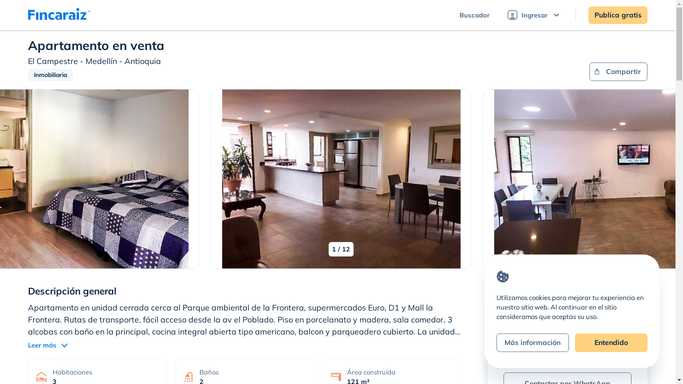 Fincaraiz
Buscador
Ingresar
Publica gratis
Apartamento en venta
El Campestre - Medellín - Antioquia
Inmobiliaria
Compartir
1 / 12
Descripción general
Apartamento en unidad cerrada cerca al Parque ambiental de la Frontera, supermercados Euro, D1 y Mall la
Frontera. Rutas de transporte, fácil acceso desde la av el Poblado. Piso en porcelanato y madera, sala comedor. 3
alcobas con baño en la principal, cocina integral abierta tipo americano, balcon y parqueadero cubierto. La unidad...
Leer más
Habitaciones
3
Baños
2
Área construida
121 m²
Utilizamos cookies para mejorar tu experiencia en
nuestro sitio web. Al continuar en el sitio
consideramos que aceptas su uso.
Más información
Entendido
Contactar por WhatsApp